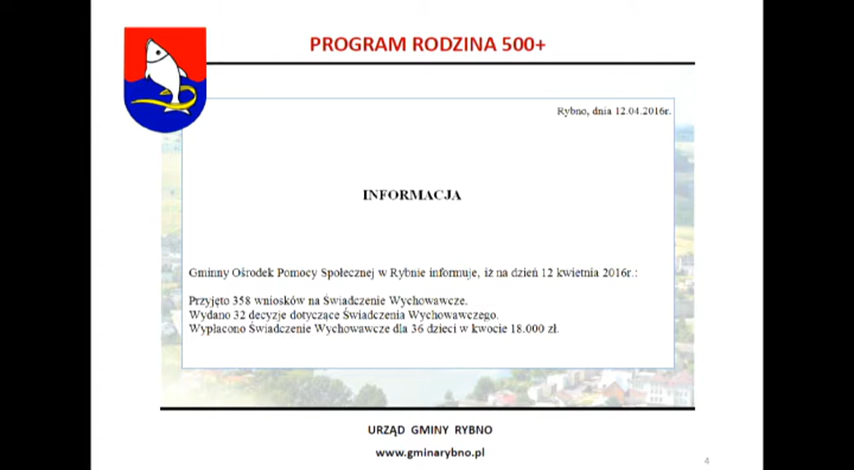 PROGRAM RODZINA 500+
Rybno, dnia 12.04.2016r.
INFORMACJA
Gminny Ośrodek Pomocy Społecznej w Rybnie informuje, iż na dzień 12 kwietnia 2016r.:
Przyjęto 358 wniosków na Świadczenie Wychowawcze.
Wydano 32 decyzje dotyczące Świadczenia Wychowawczego.
Wypłacono Świadczenie Wychowawcze dla 36 dzieci w kwocie 18.000 zł.
URZĄD GMINY RYBNO
www.gminarybno.pl
4